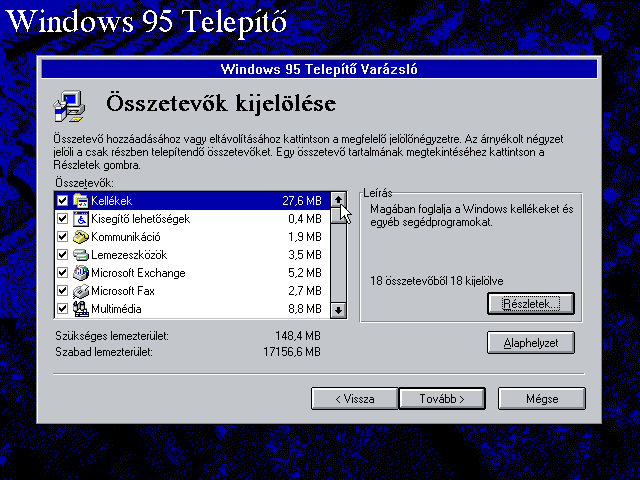 Windows 95 Telepítő
Windows 95 Telepítő Varázsló
Összetevők kijelölése
Összetevő hozzáadásához vagy eltávolításához kattintson a megfelelő jelölőnégyzetre. Az árnyékolt négyzet
jelöli a csak részben telepítendő összetevőket. Egy összetevő tartalmának megtekintéséhez kattintson a
Részletek gombra.
Összetevők:
Kellékek 27,6 MB
Kisegítő lehetőségek 0,4 MB
Kommunikáció 1,9 MB
Lemezeszközök 3,5 MB
Microsoft Exchange 5,2 MB
Microsoft Fax 2,7 MB
Multimédia 8,8 MB
Leírás
Magában foglalja a Windows kellékeket és
egyéb segédprogramokat.
18 összetevőből 18 kijelölve
Részletek...
Szükséges lemezterület: 148,4 MB
Szabad lemezterület: 17156,6 MB
Alaphelyzet
< Vissza
Tovább >
Mégse